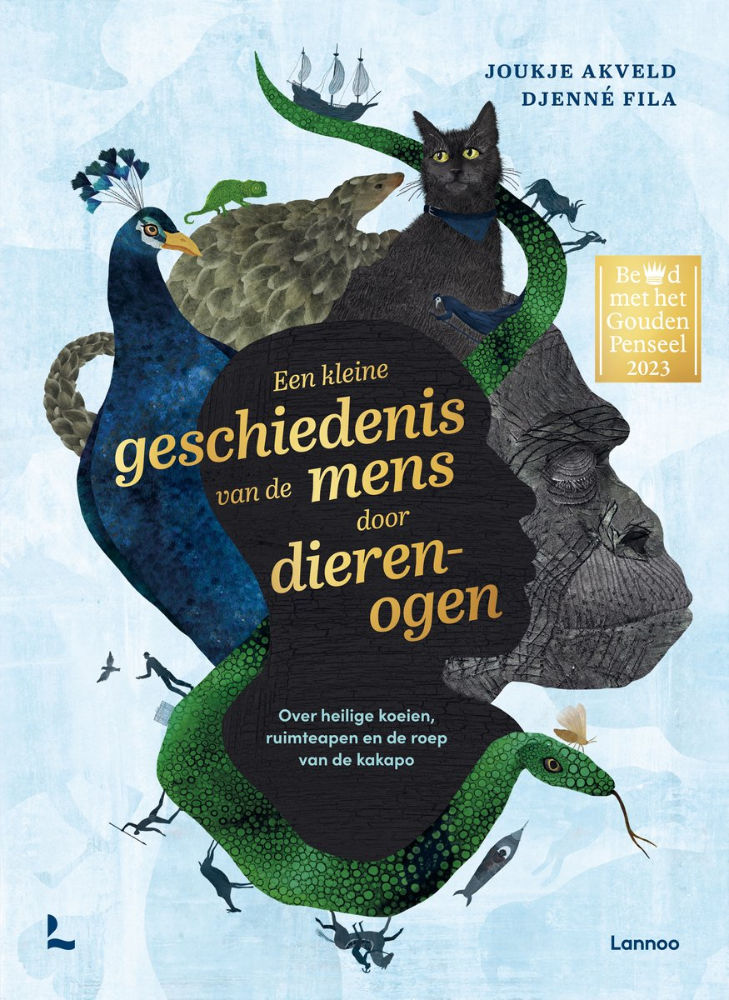 JOUKJE AKVELD
DJENNÉ FILA
Be d
met het
Gouden
Penseel
2023
Een kleine
geschiedenis
van de mens
door
dieren-
ogen
Over heilige koeien,
ruimteapen en de roep
van de kakapo
Lannoo